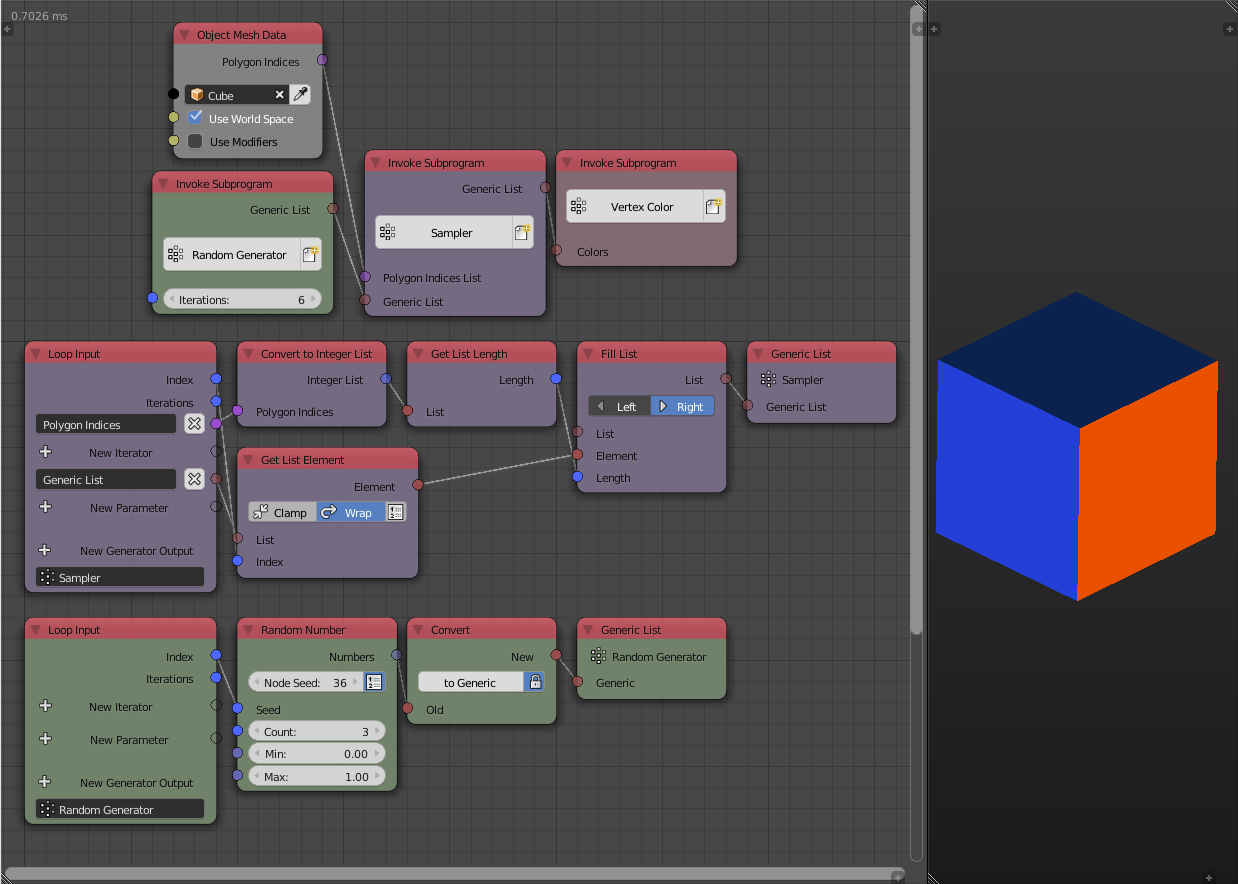 0.7026 ms
Object Mesh Data
Polygon Indices
Cube
Use World Space
Use Modifiers
Invoke Subprogram
Generic List
Random Generator
Iterations: 6
Invoke Subprogram
Generic List
Sampler
Polygon Indices List
Generic List
Invoke Subprogram
Vertex Color
Colors
Loop Input
Index
Iterations
Polygon Indices
New Iterator
Generic List
New Parameter
New Generator Output
Sampler
Convert to Integer List
Integer List
Polygon Indices
Get List Length
Length
List
Get List Element
Element
Clamp Wrap
List
Index
Fill List
List
Left Right
List
Element
Length
Generic List
Sampler
Generic List
Loop Input
Index
Iterations
New Iterator
New Parameter
New Generator Output
Random Generator
Random Number
Numbers
Node Seed: 36
Seed
Count: 3
Min: 0.00
Max: 1.00
Convert
New
to Generic
Old
Generic List
Random Generator
Generic